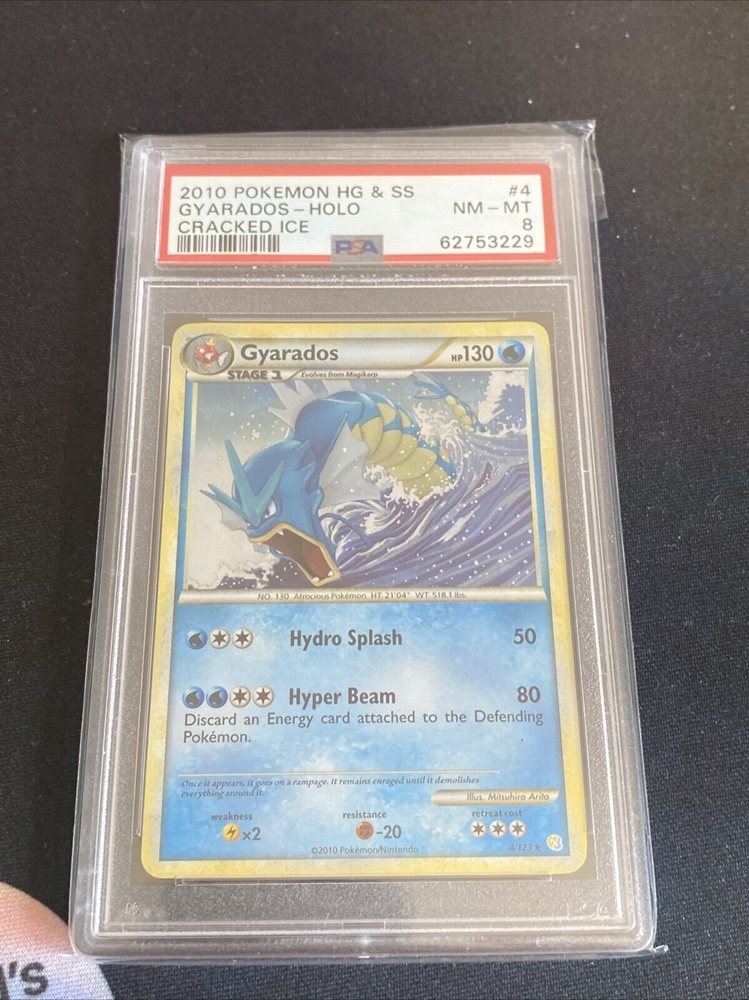 2010 POKEMON HG & SS #4
GYARADOS - HOLO NM - MT
CRACKED ICE 8
PSA 62753229
Gyarados HP130
STAGE 1 Evolves from Magikarp
NO. 130 Atrocious Pokémon HT. 21'04" WT. 518.1 lbs.
Hydro Splash 50
Hyper Beam 80
Discard an Energy card attached to the Defending
Pokémon.
Once it appears, it goes on a rampage. It remains enraged until it demolishes
everything around it.
Illus. Mitsuhiro Arita
weakness resistance retreat cost
x2 -20
©2010 Pokémon/Nintendo 4/123★
's